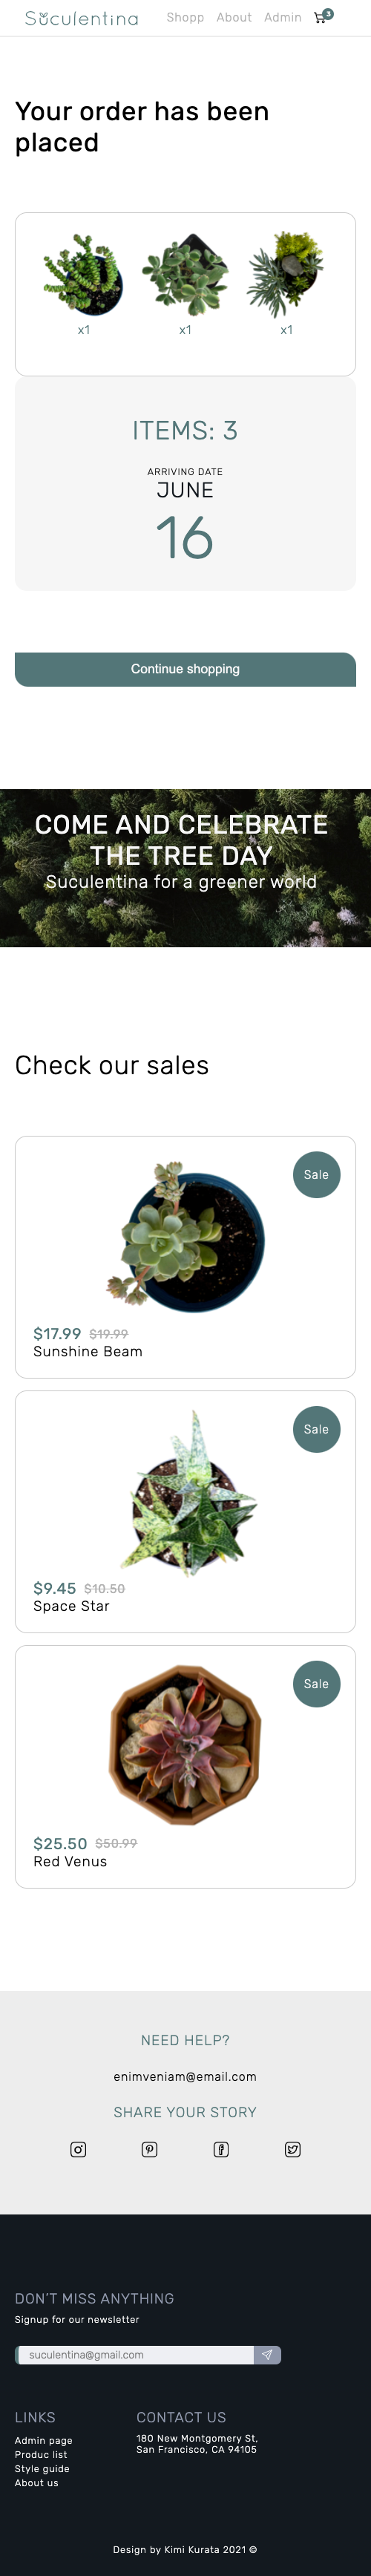 Suculentina
Shopp About Admin 3
Your order has been
placed
x1 x1 x1
ITEMS: 3
ARRIVING DATE
JUNE
16
Continue shopping
COME AND CELEBRATE
THE TREE DAY
Suculentina for a greener world
Check our sales
Sale
$17.99 $19.99
Sunshine Beam
Sale
$9.45 $10.50
Space Star
Sale
$25.50 $50.99
Red Venus
NEED HELP?
enimveniam@email.com
SHARE YOUR STORY
DON'T MISS ANYTHING
Signup for our newsletter
suculentina@gmail.com
LINKS
Admin page
Produc list
Style guide
About us
CONTACT US
180 New Montgomery St,
San Francisco, CA 94105
Design by Kimi Kurata 2021 ©